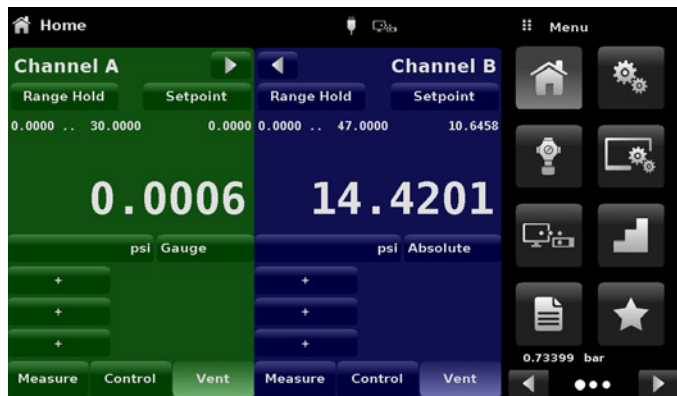 Home
Menu
Channel A
Channel B
Range Hold Setpoint
Range Hold Setpoint
0.0000 .. 30.0000 0.0000
0.0000 .. 47.0000 10.6458
0.0006
14.4201
psi Gauge
psi Absolute
+ +
+ +
+ +
0.73399 bar
Measure Control Vent
Measure Control Vent